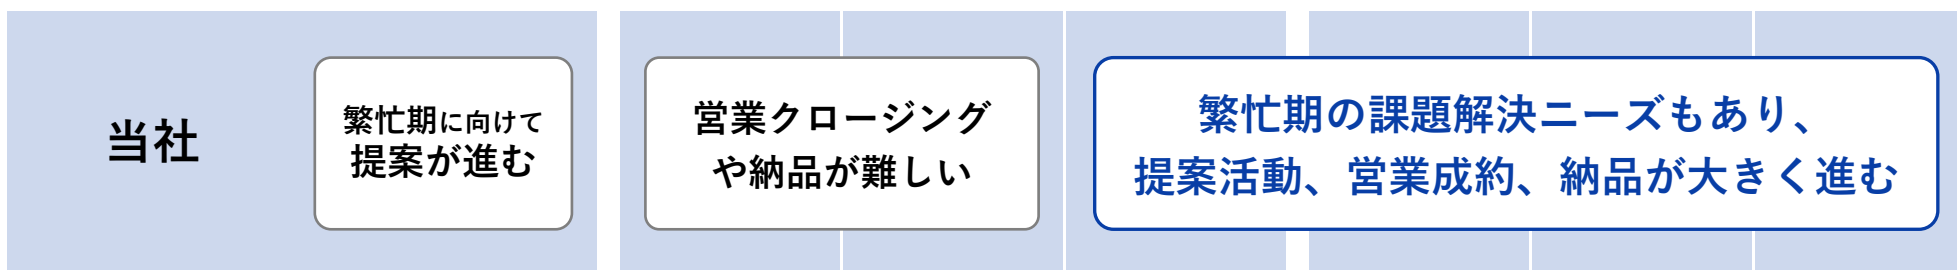 当社
繁忙期に向けて
提案が進む
営業クロージング
や納品が難しい
繁忙期の課題解決ニーズもあり、
提案活動、営業成約、納品が大きく進む